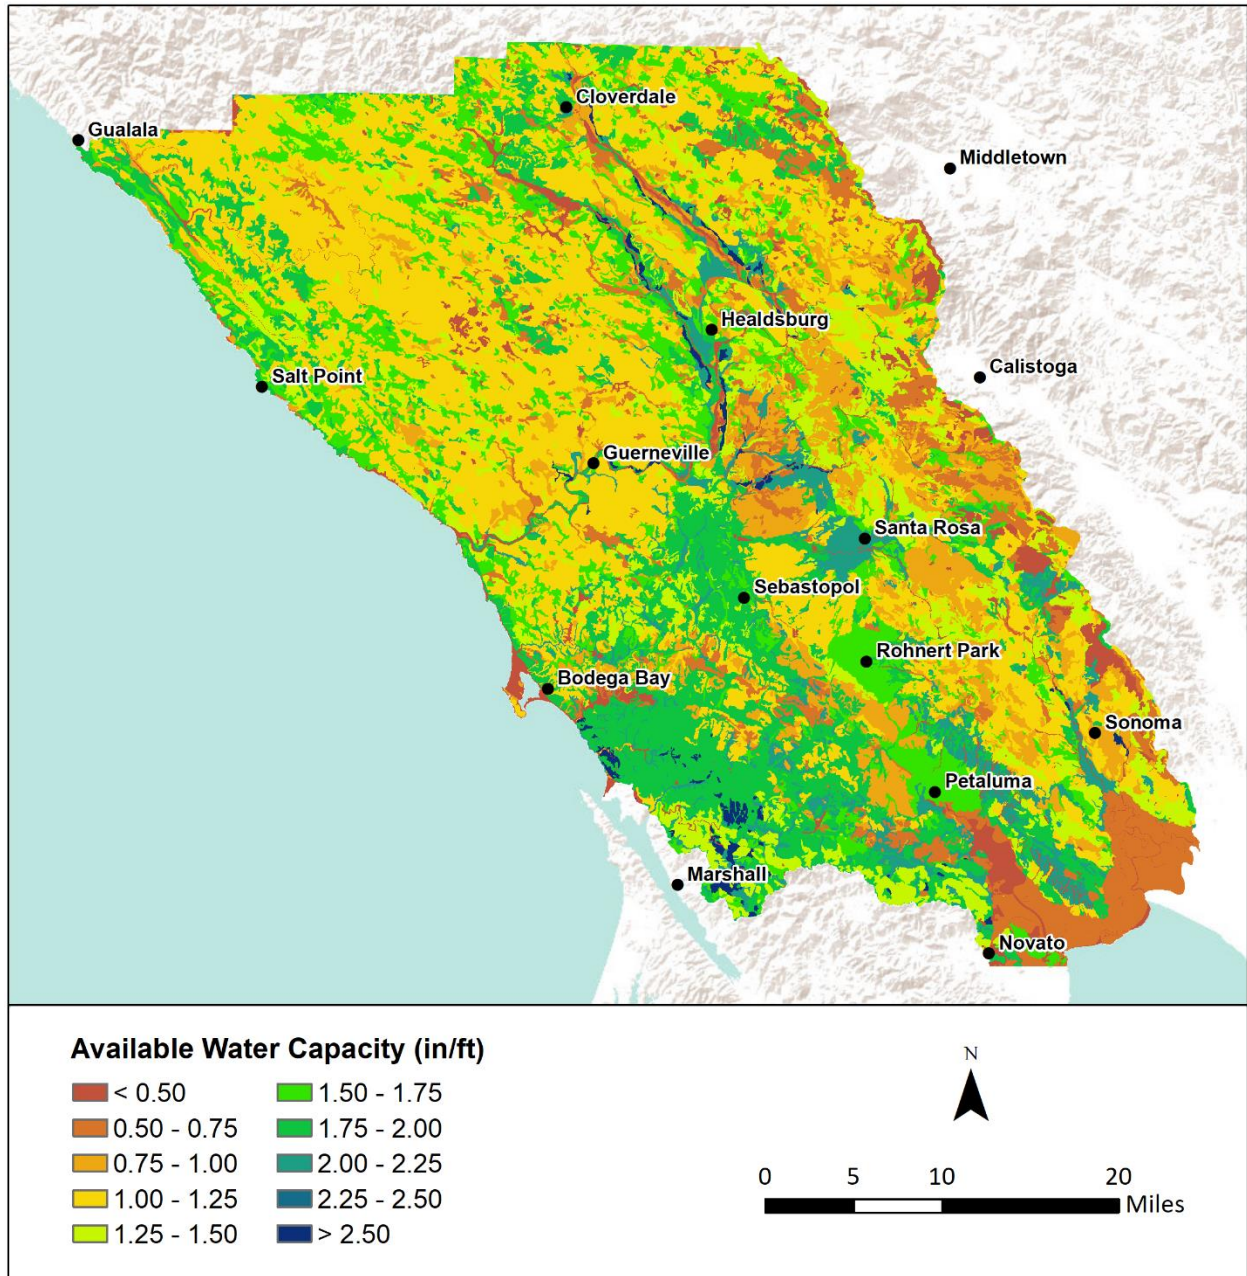 Cloverdale
Gualala
Middletown
Healdsburg
Salt Point
Calistoga
Guerneville
Santa Rosa
Sebastopol
Rohnert Park
Bodega Bay
Sonoma
Petaluma
Marshall
Novato
Available Water Capacity (in/ft)
< 0.50
0.50 - 0.75
0.75 - 1.00
1.00 - 1.25
1.25 - 1.50
1.50 - 1.75
1.75 - 2.00
2.00 - 2.25
2.25 - 2.50
> 2.50
N
0 5 10 20
Miles